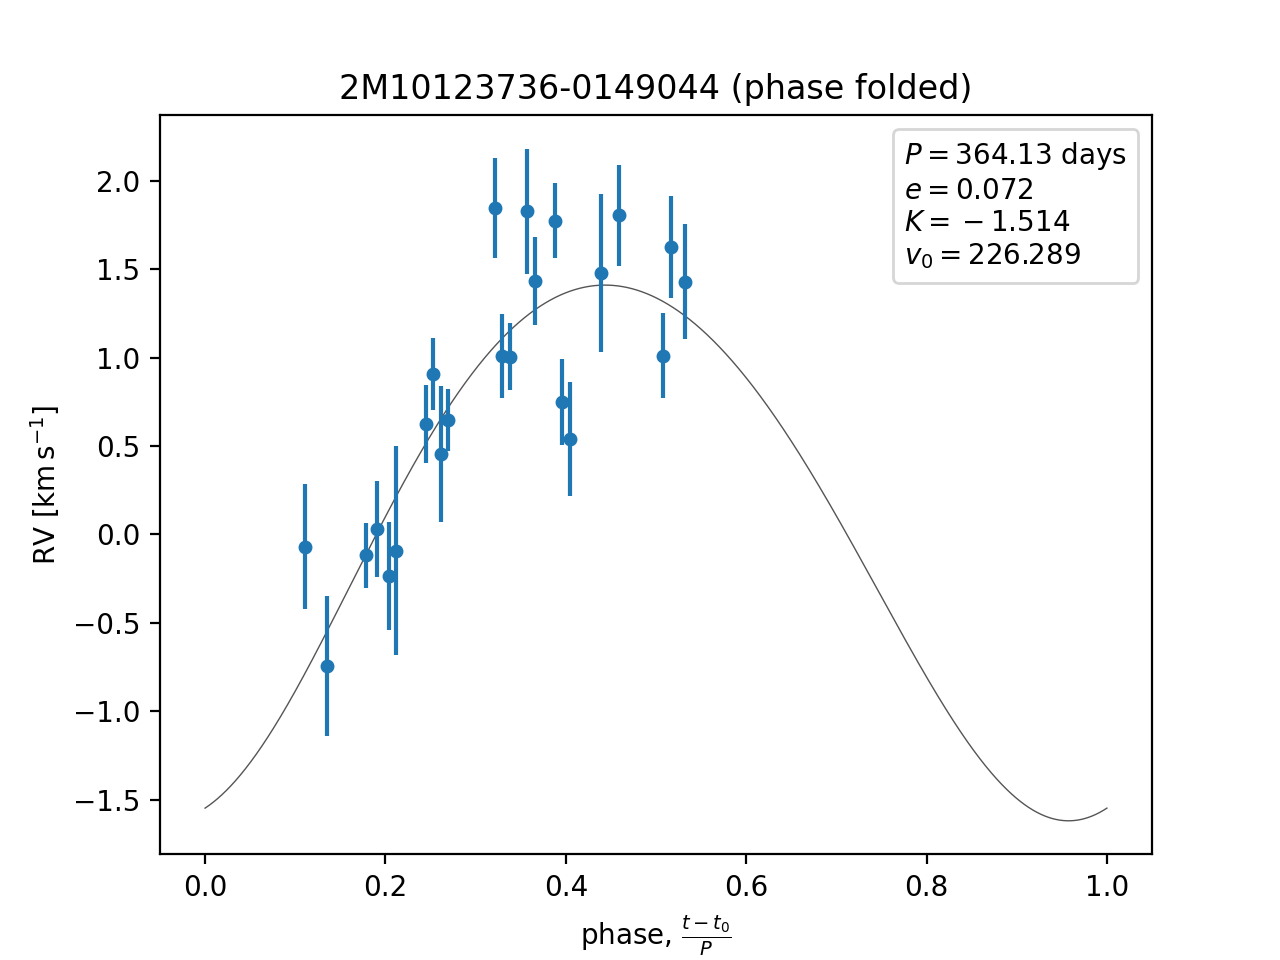 2M10123736-0149044 (phase folded)
P = 364.13 days
e = 0.072
K = −1.514
v₀ = 226.289
RV [km s⁻¹]
2.0
1.5
1.0
0.5
0.0
−0.5
−1.0
−1.5
0.0 0.2 0.4 0.6 0.8 1.0
phase, (t − t₀)/P